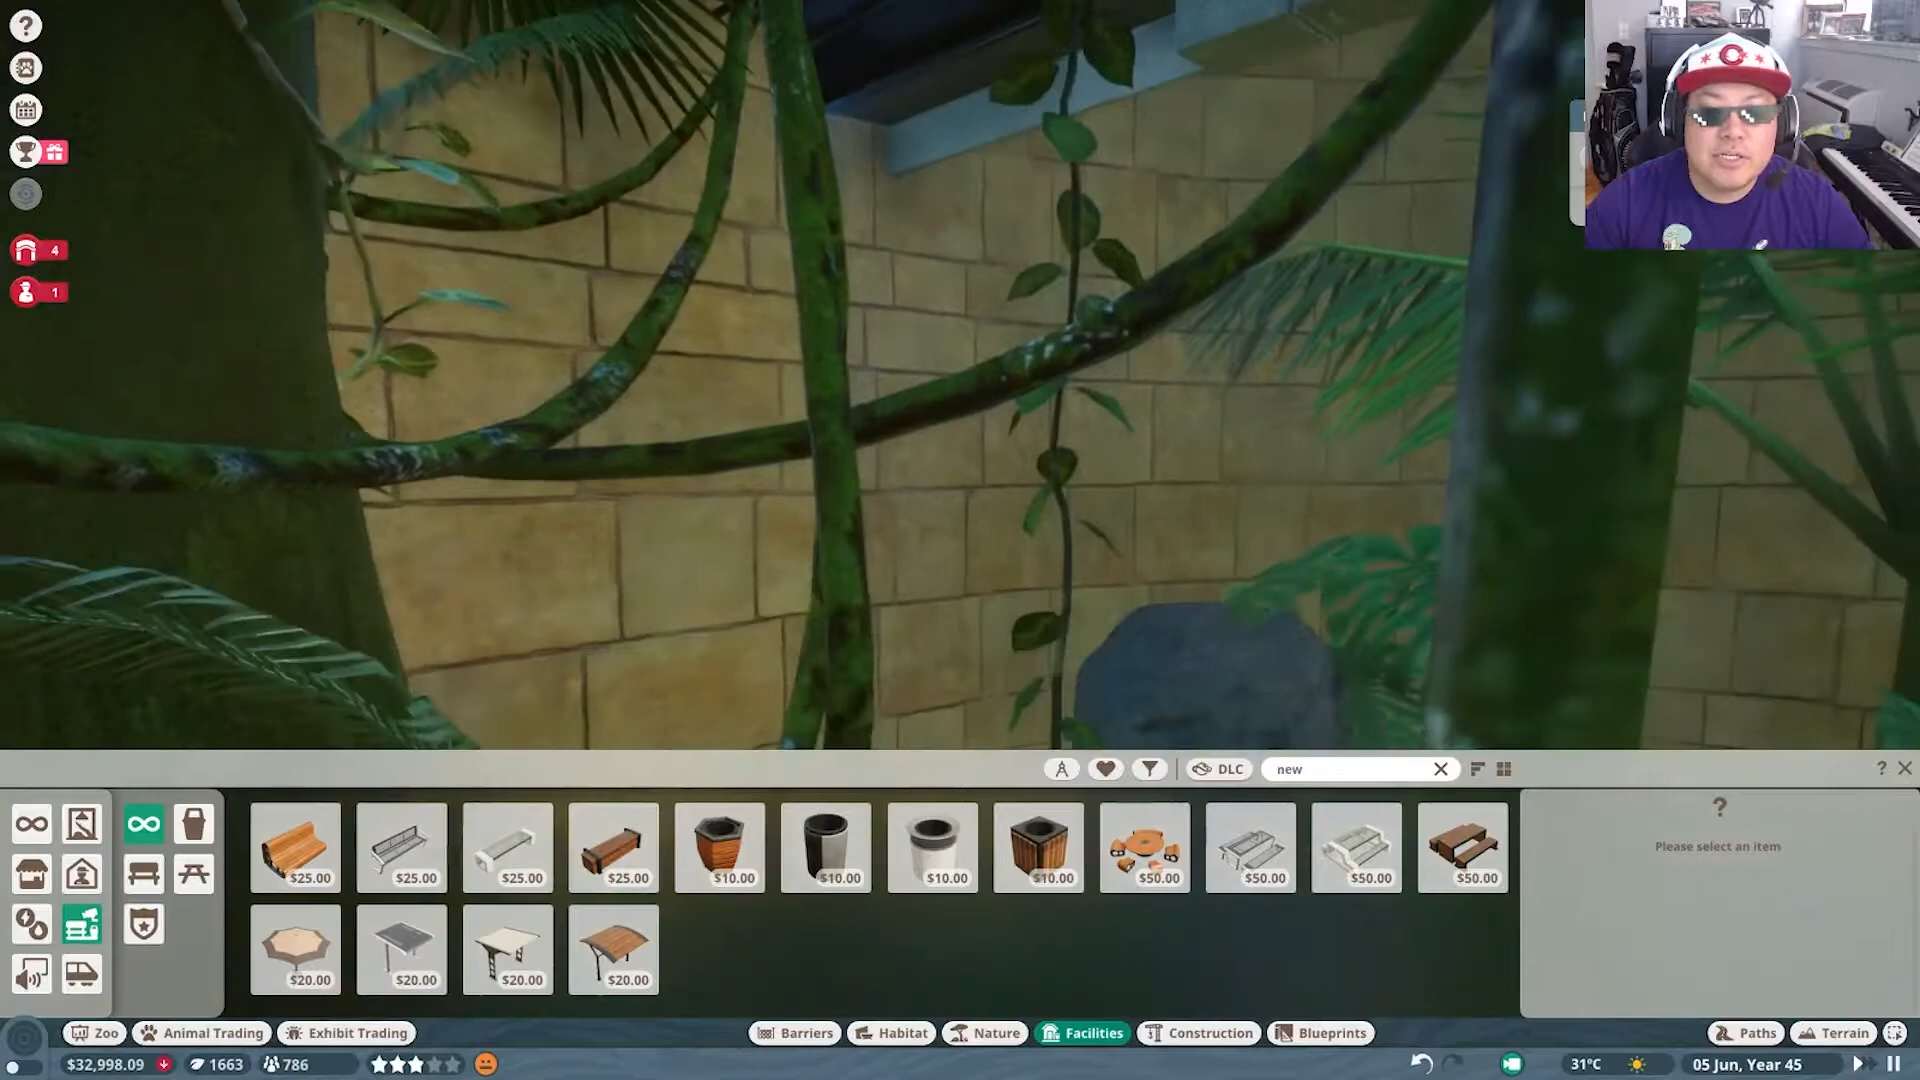 ?
4
1
DLC
new
?
$25.00 $25.00 $25.00 $25.00 $10.00 $10.00 $10.00 $10.00 $50.00 $50.00 $50.00 $50.00
?
Please select an item
$20.00 $20.00 $20.00 $20.00
Zoo Animal Trading Exhibit Trading Barriers Habitat Nature Facilities Construction Blueprints Paths Terrain
$32,998.09 1663 786 31°C 05 Jun, Year 45